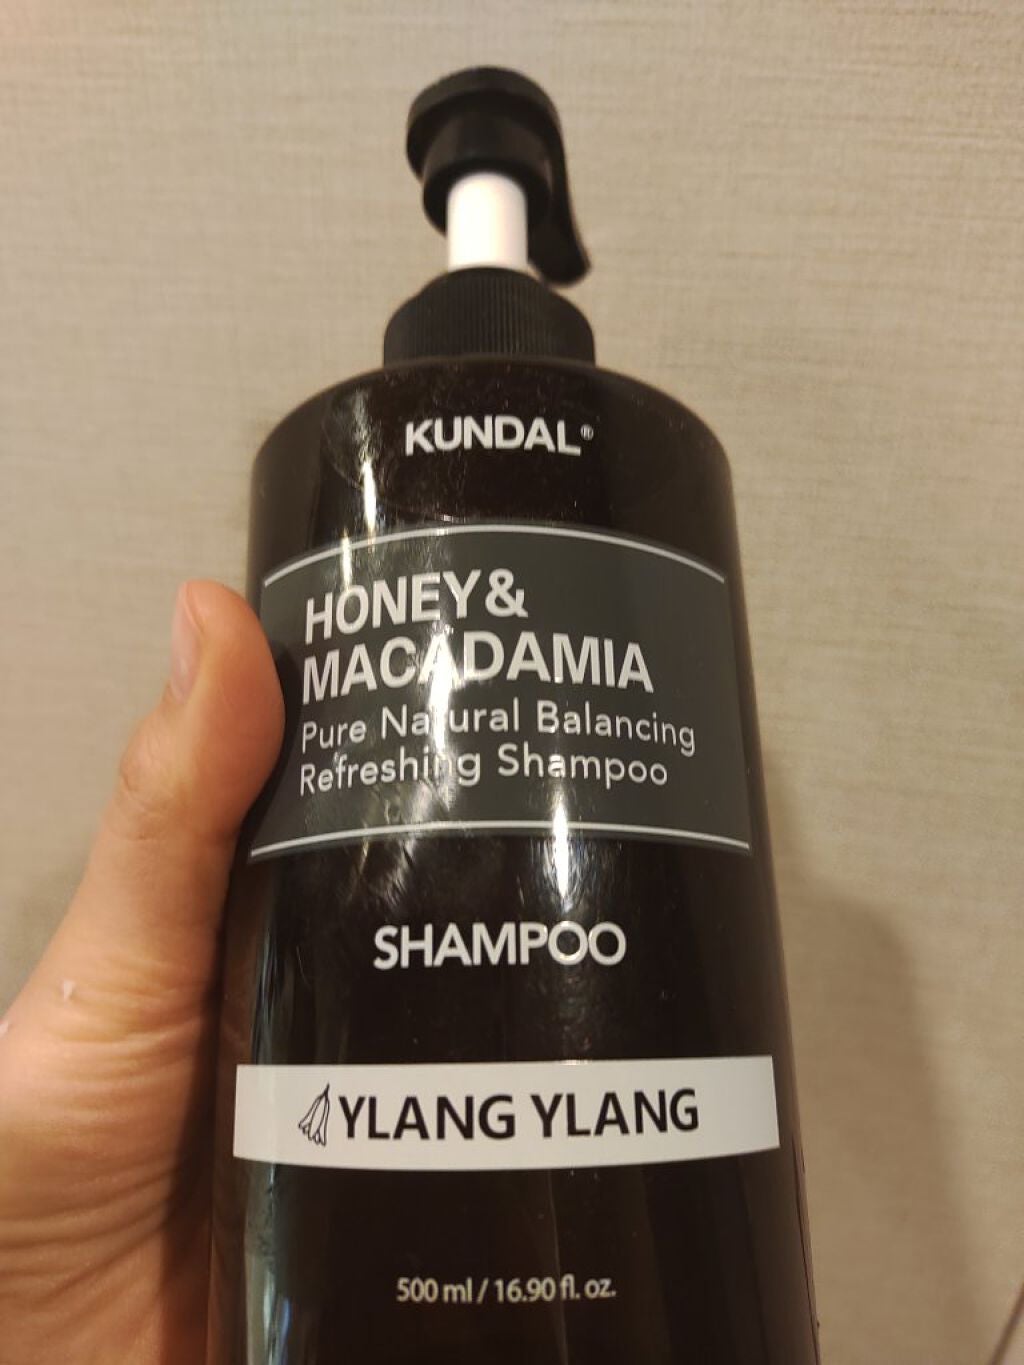 KUNDAL®
HONEY&
MACADAMIA
Pure Natural Balancing
Refreshing Shampoo
SHAMPOO
YLANG YLANG
500 ml / 16.90 fl. oz.